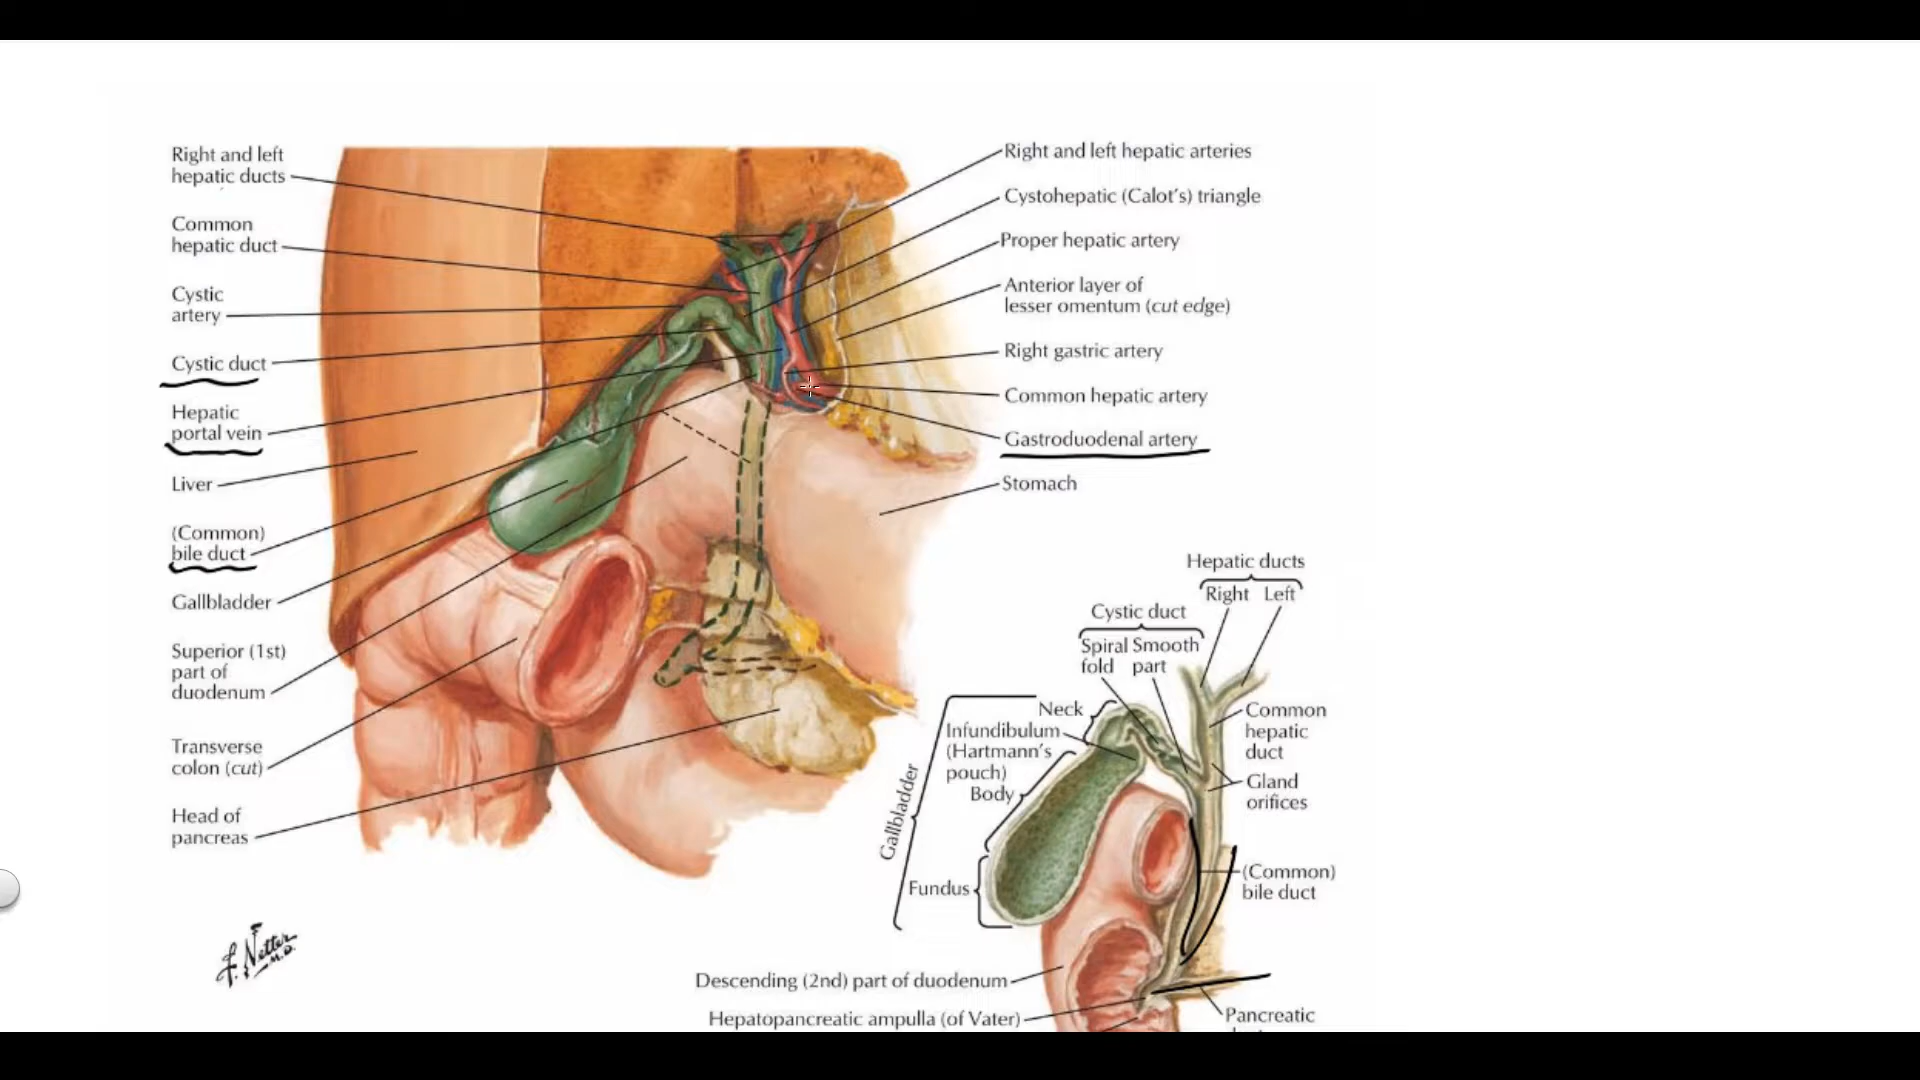 Right and left
hepatic ducts
Common
hepatic duct
Cystic
artery
Cystic duct
Hepatic
portal vein
Liver
(Common)
bile duct
Gallbladder
Superior (1st)
part of
duodenum
Transverse
colon (cut)
Head of
pancreas
Right and left hepatic arteries
Cystohepatic (Calot's) triangle
Proper hepatic artery
Anterior layer of
lesser omentum (cut edge)
Right gastric artery
Common hepatic artery
Gastroduodenal artery
Stomach
Hepatic ducts
Right Left
Cystic duct
Spiral Smooth
fold part
Neck
Infundibulum
(Hartmann's
pouch)
Body
Gallbladder
Fundus
Common
hepatic
duct
Gland
orifices
(Common)
bile duct
Descending (2nd) part of duodenum
Hepatopancreatic ampulla (of Vater)
Pancreatic
F. Netter
M.D.